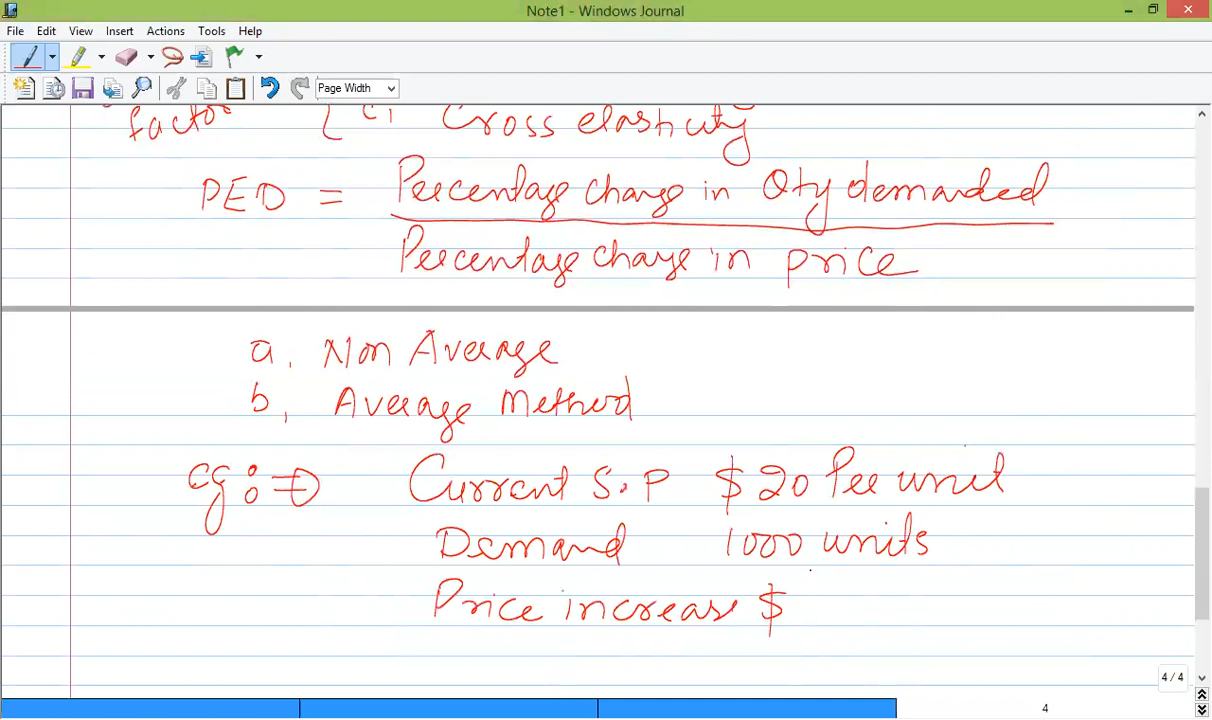 Note1 - Windows Journal
File Edit View Insert Actions Tools Help
Page Width
factor (c) Cross elasticity
PED = Percentage change in Qty demanded
Percentage change in price
a. Non Average
b, Average Method
eg: ⇒ Current S.P $20 Per unit
Demand 1000 units
Price increase $
4 / 4
4